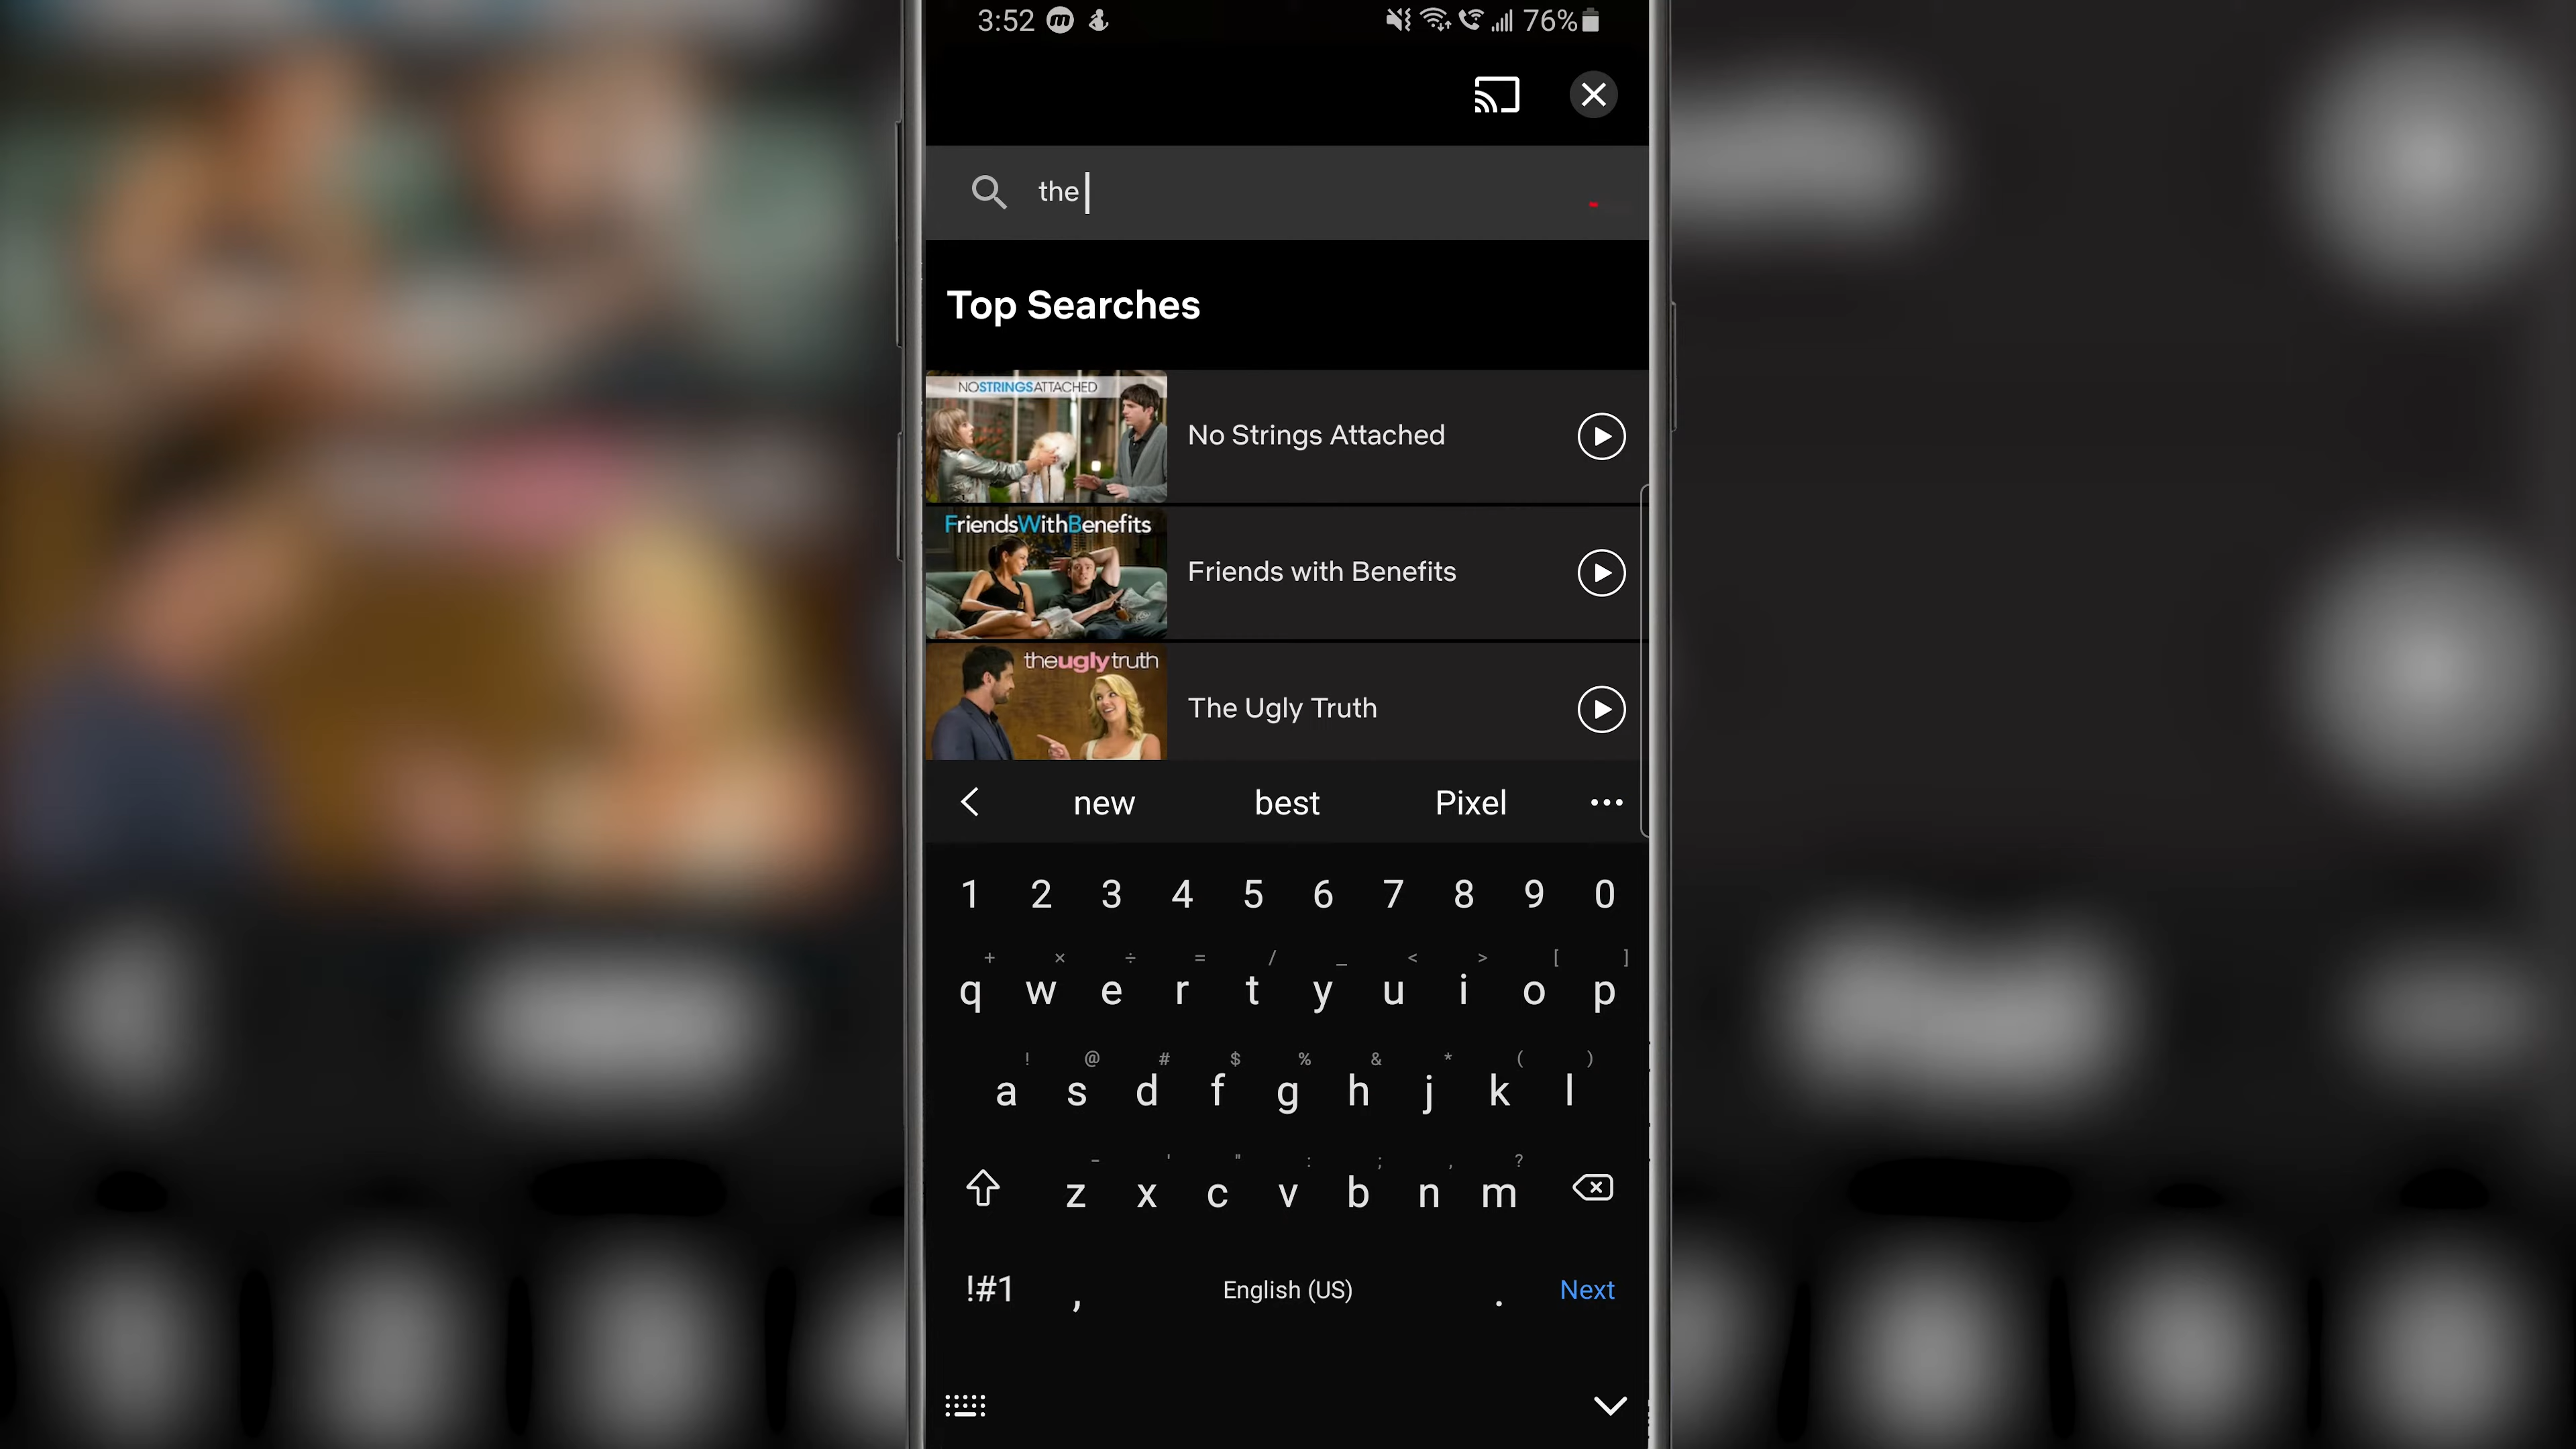 3:52 76%
the
Top Searches
NOSTRINGSATTACHED
No Strings Attached
FriendsWithBenefits
Friends with Benefits
theuglytruth
The Ugly Truth
new best Pixel •••
1 2 3 4 5 6 7 8 9 0
+ × ÷ = / _ < > [ ]
q w e r t y u i o p
! @ # $ % & * ( )
a s d f g h j k l
- ' " : ; , ?
z x c v b n m
!#1 , English (US) . Next